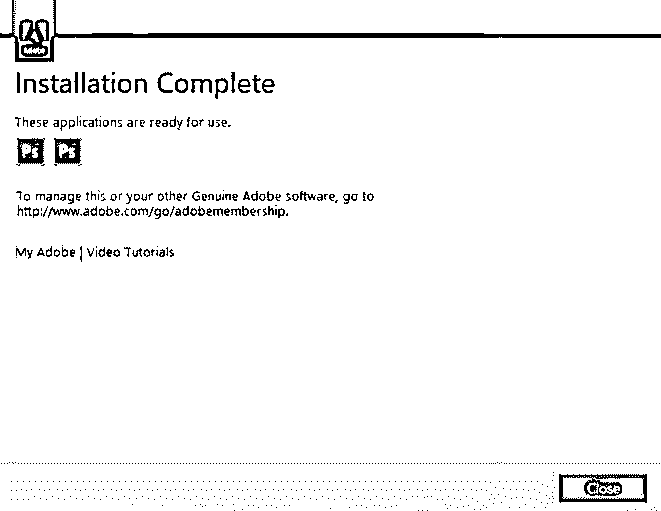 Adobe
Installation Complete
These applications are ready for use.
Ps Ps
To manage this or your other Genuine Adobe software, go to
http://www.adobe.com/go/adobemembership.
My Adobe | Video Tutorials
Close